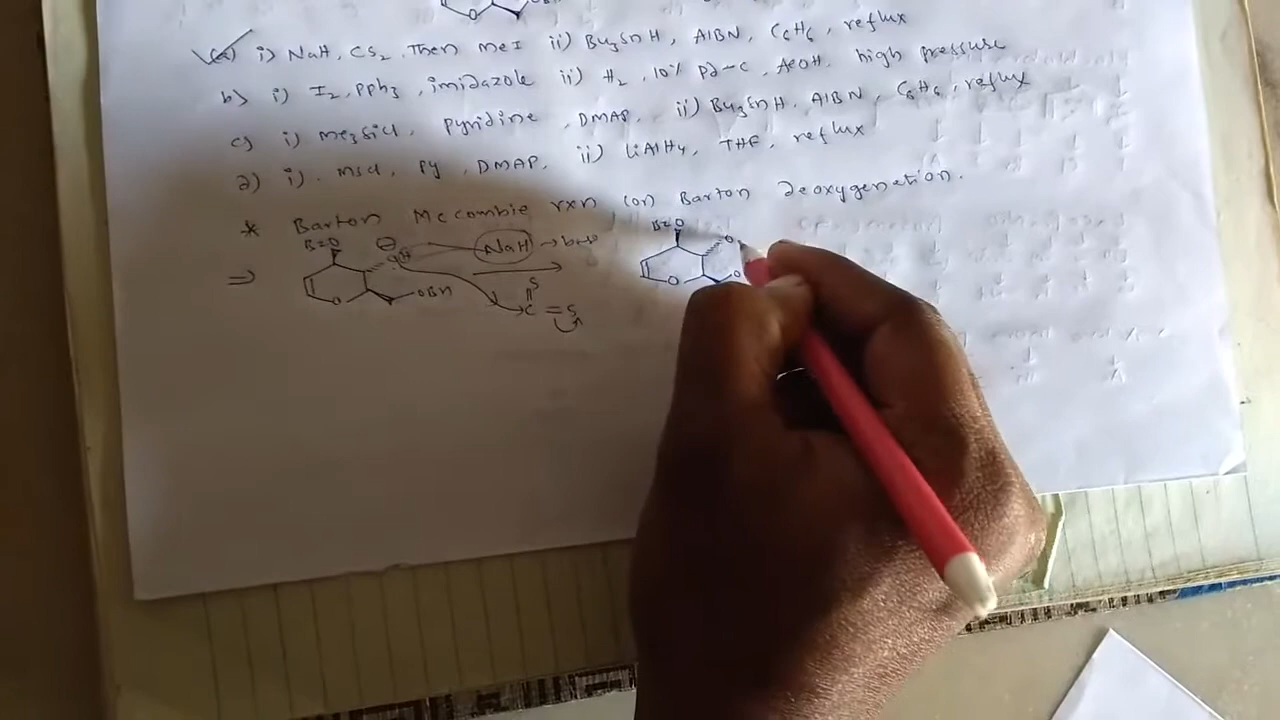 (a) i) NaH, CS2, Then MeI ii) Bu3SnH, AIBN, C6H6, reflux
b) i) I2, PPh3, imidazole ii) H2, 10% Pd-C, AcOH, high pressure
c) i) Me3SiCl, pyridine, DMAP, ii) Bu3SnH, AIBN, C6H6, reflux
d) i). MsCl, Py, DMAP, ii) LiAlH4, THF, reflux
* Barton Mccombie rxn (or) Barton deoxygenation.
⇒ BzO O H ⊖ NaH → base BzO O
O OBn S C = S O O